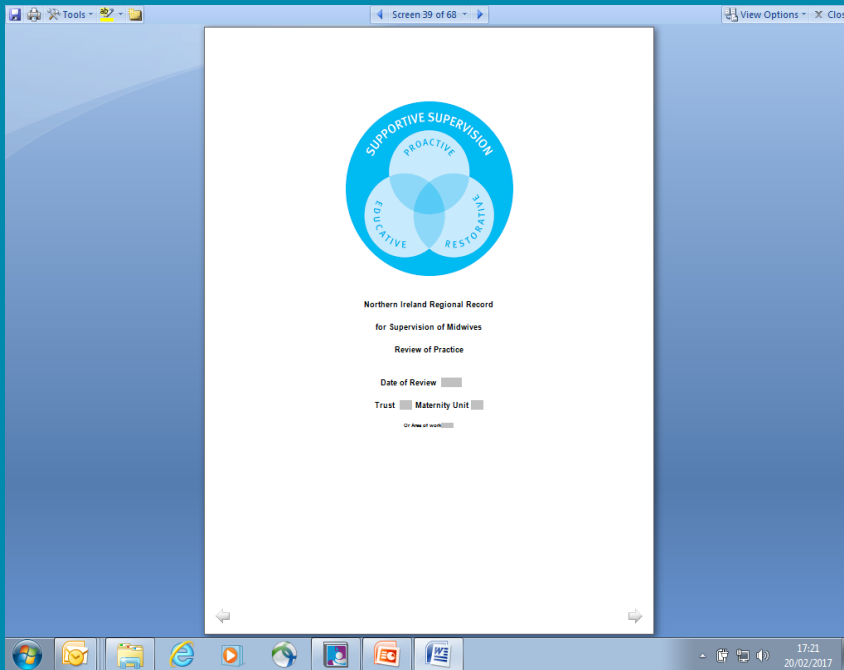 Tools
Screen 39 of 68
View Options
X Clos
SUPPORTIVE SUPERVISION
PROACTIVE
EDUCATIVE
RESTORATIVE
Northern Ireland Regional Record
for Supervision of Midwives
Review of Practice
Date of Review
Trust Maternity Unit
Or Area of work
17:21
20/02/2017